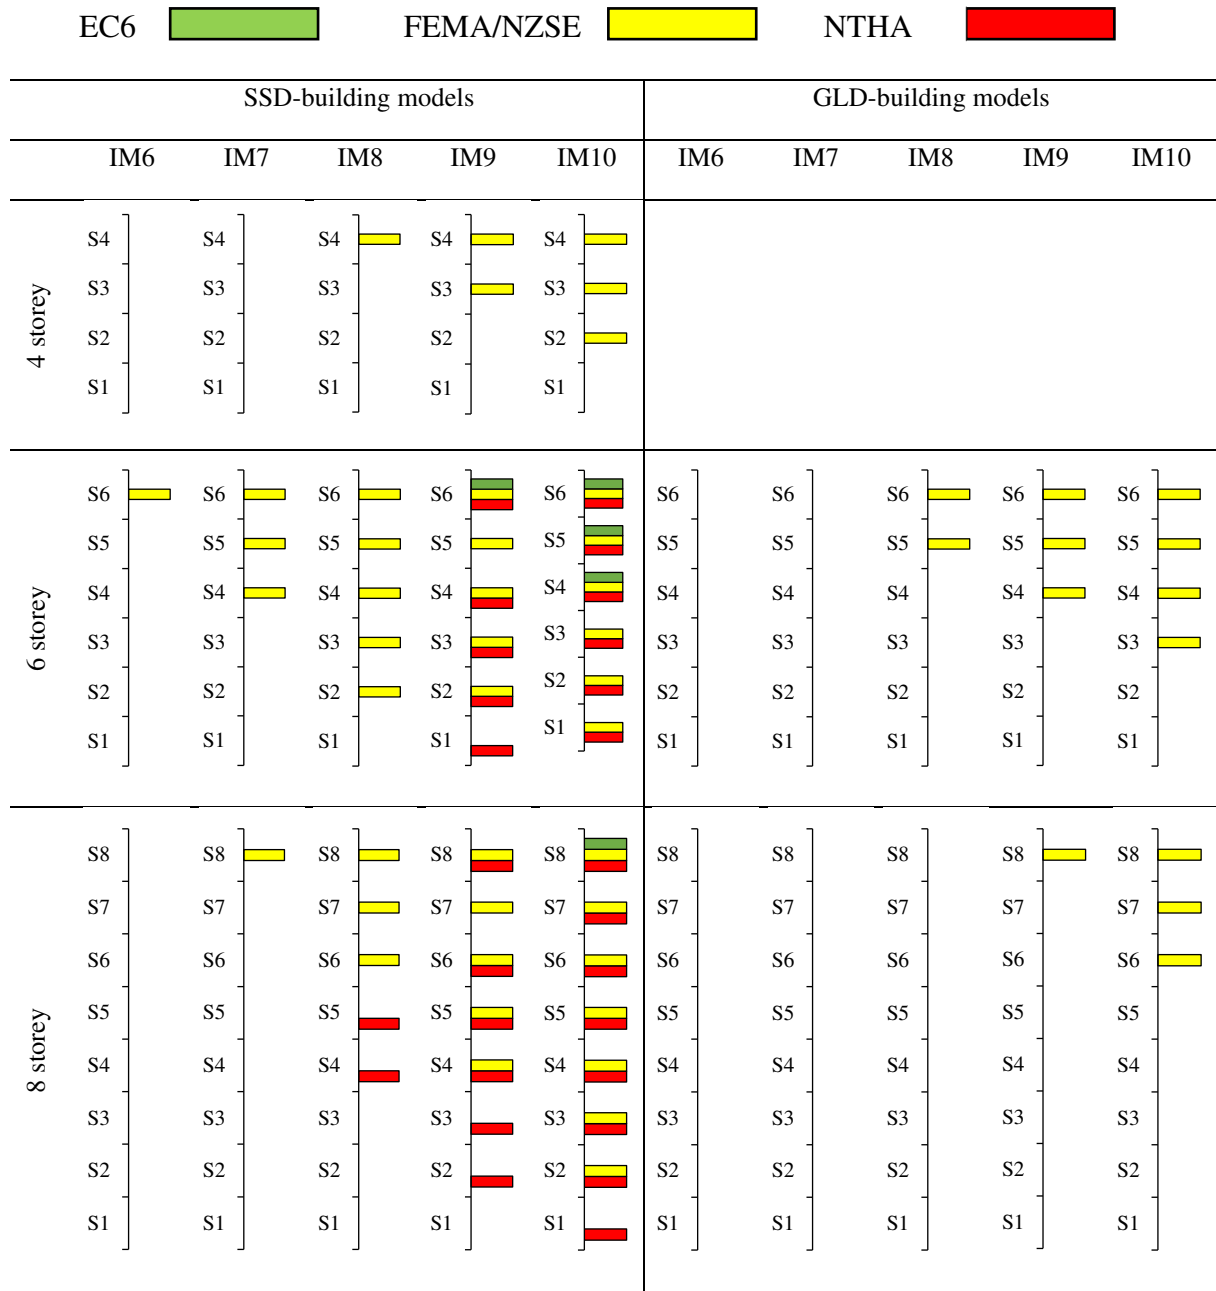 EC6 FEMA/NZSE NTHA
SSD-building models GLD-building models
IM6 IM7 IM8 IM9 IM10 IM6 IM7 IM8 IM9 IM10
4 storey
S4 S4 S4 S4 S4
S3 S3 S3 S3 S3
S2 S2 S2 S2 S2
S1 S1 S1 S1 S1
6 storey
S6 S6 S6 S6 S6 S6 S6 S6 S6 S6
S5 S5 S5 S5 S5 S5 S5 S5 S5 S5
S4 S4 S4 S4 S4 S4 S4 S4 S4 S4
S3 S3 S3 S3 S3 S3 S3 S3 S3 S3
S2 S2 S2 S2 S2 S2 S2 S2 S2 S2
S1 S1 S1 S1 S1 S1 S1 S1 S1 S1
8 storey
S8 S8 S8 S8 S8 S8 S8 S8 S8 S8
S7 S7 S7 S7 S7 S7 S7 S7 S7 S7
S6 S6 S6 S6 S6 S6 S6 S6 S6 S6
S5 S5 S5 S5 S5 S5 S5 S5 S5 S5
S4 S4 S4 S4 S4 S4 S4 S4 S4 S4
S3 S3 S3 S3 S3 S3 S3 S3 S3 S3
S2 S2 S2 S2 S2 S2 S2 S2 S2 S2
S1 S1 S1 S1 S1 S1 S1 S1 S1 S1